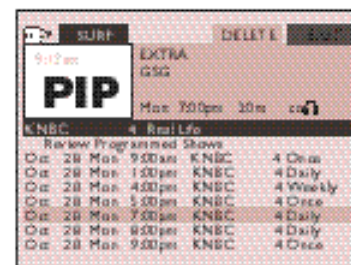 SURF DELETE
9:12am
EXTRA
GSG
PIP
Mon 7:00pm 30m
KNBC 4 Real Life
Review Programmed Shows
Oct 28 Mon 9:00am KNBC 4 Once
Oct 28 Mon 1:00pm KNBC 4 Daily
Oct 28 Mon 4:00pm KNBC 4 Weekly
Oct 28 Mon 5:00pm KNBC 4 Once
Oct 28 Mon 7:00pm KNBC 4 Daily
Oct 28 Mon 8:00pm KNBC 4 Daily
Oct 28 Mon 9:00pm KNBC 4 Once